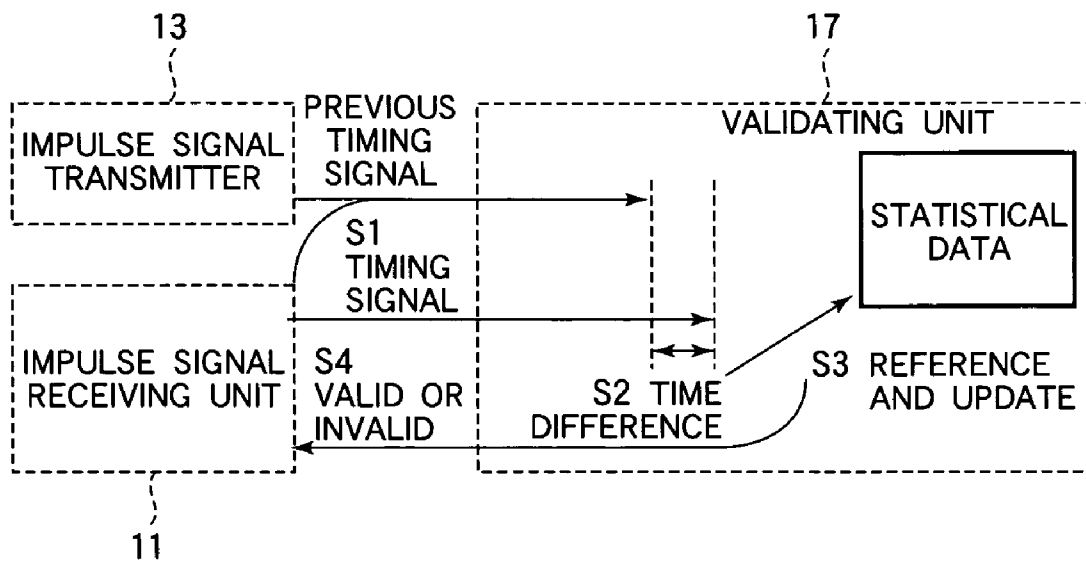 13
17
IMPULSE SIGNAL
TRANSMITTER
PREVIOUS
TIMING
SIGNAL
VALIDATING UNIT
STATISTICAL
DATA
S1
TIMING
SIGNAL
IMPULSE SIGNAL
RECEIVING UNIT
S4
VALID OR
INVALID
S2 TIME
DIFFERENCE
S3 REFERENCE
AND UPDATE
11